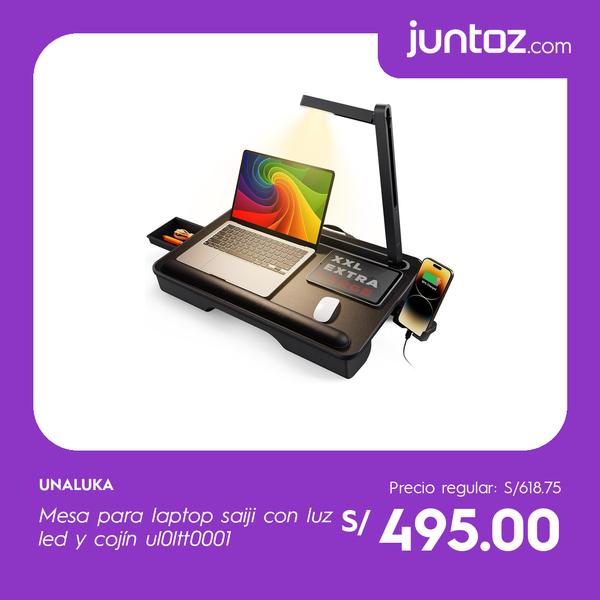 juntoz.com
XXL
EXTRA
LARGE
UNALUKA
Precio regular: S/618.75
Mesa para laptop saiji con luz
led y cojín ul0ltt0001
S/ 495.00